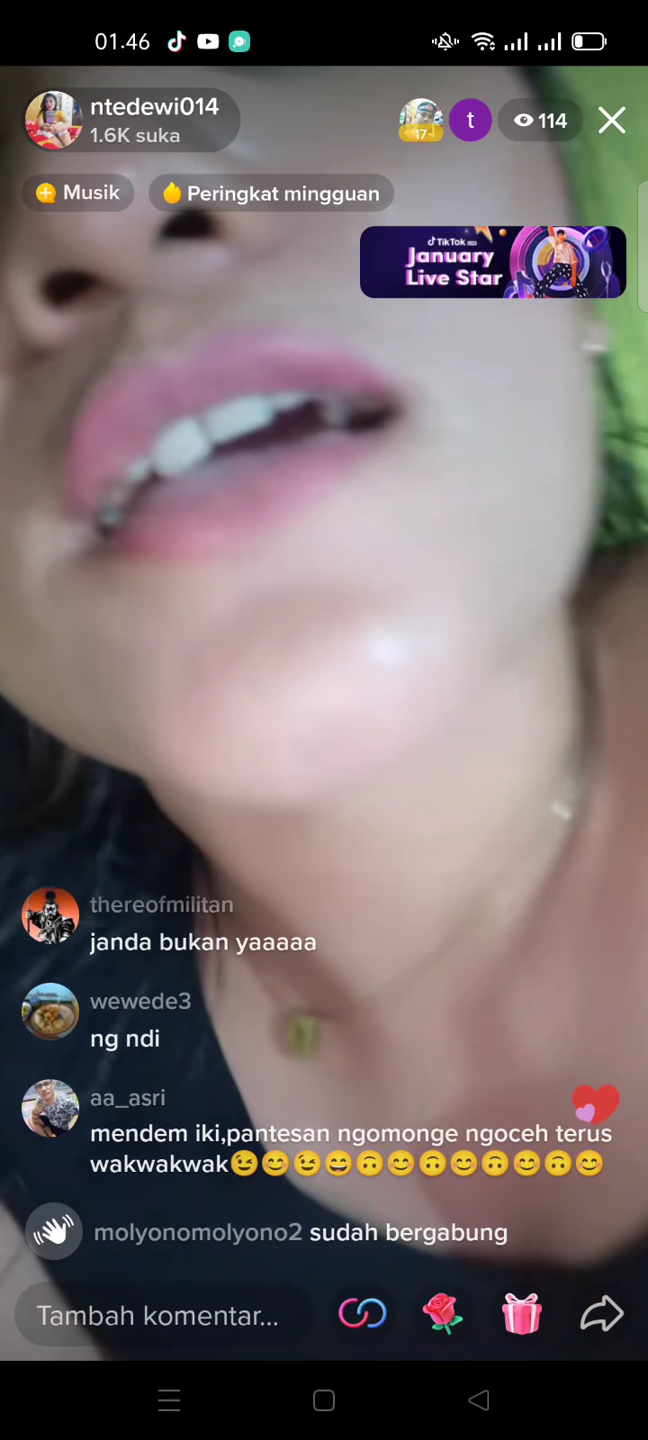 01.46
ntedewi014
1.6K suka
17
t
114
Musik
Peringkat mingguan
TikTok
January
Live Star
thereofmilitan
janda bukan yaaaaa
wewede3
ng ndi
aa_asri
mendem iki,pantesan ngomonge ngoceh terus
wakwakwak😉😊😉😄🙃😊🙃😊🙃😊🙃😊
molyonomolyono2 sudah bergabung
Tambah komentar...